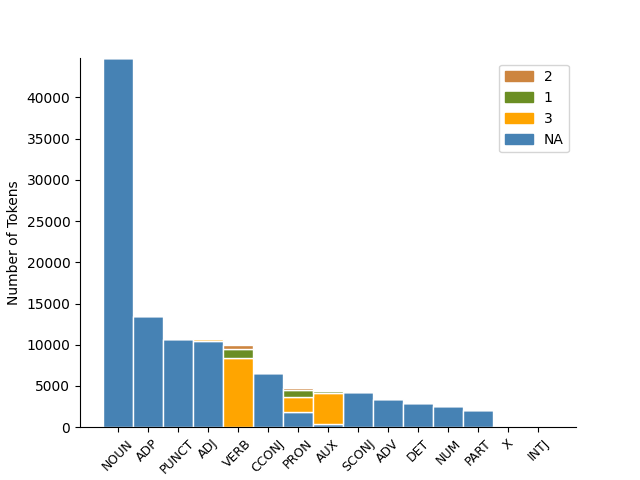 2
1
3
NA
40000
35000
30000
25000
20000
15000
10000
5000
0
Number of Tokens
NOUN
ADP
PUNCT
ADJ
VERB
CCONJ
PRON
AUX
SCONJ
ADV
DET
NUM
PART
X
INTJ